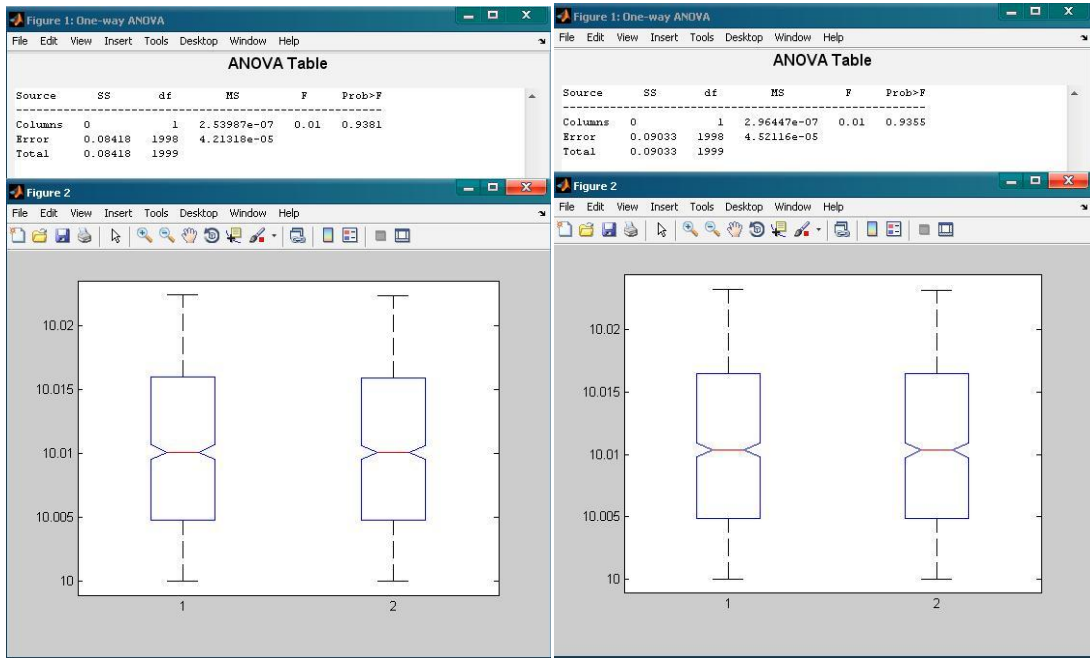 Figure 1: One-way ANOVA
File Edit View Insert Tools Desktop Window Help
ANOVA Table
Source SS df MS F Prob>F
Columns 0 1 2.53987e-07 0.01 0.9381
Error 0.08418 1998 4.21318e-05
Total 0.08418 1999
Figure 2
File Edit View Insert Tools Desktop Window Help
10.02
10.015
10.01
10.005
10
1 2
Figure 1: One-way ANOVA
File Edit View Insert Tools Desktop Window Help
ANOVA Table
Source SS df MS F Prob>F
Columns 0 1 2.96447e-07 0.01 0.9355
Error 0.09033 1998 4.52116e-05
Total 0.09033 1999
Figure 2
File Edit View Insert Tools Desktop Window Help
10.02
10.015
10.01
10.005
10
1 2